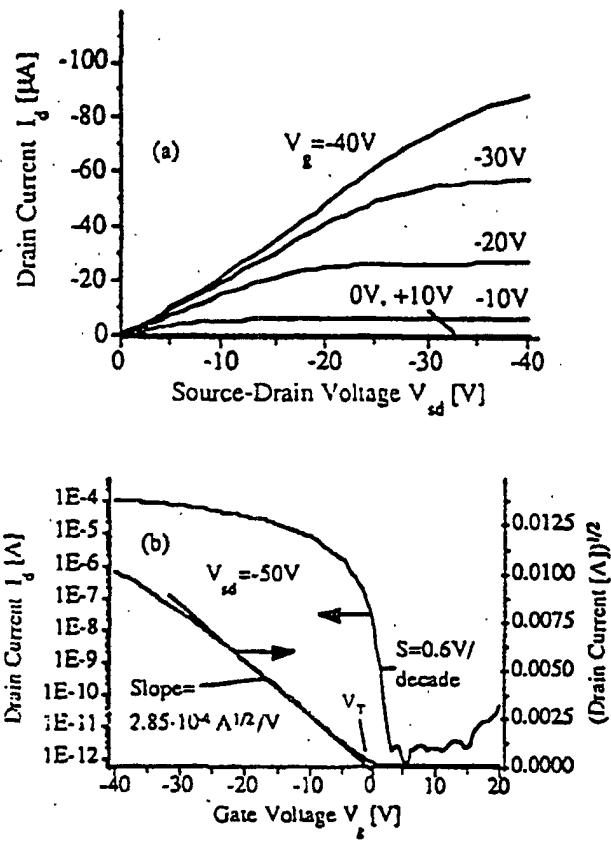 Drain Current I_d [μA]
-100
-80
-60
-40
-20
0
(a)
V_g=-40V
-30V
-20V
0V, +10V
-10V
0
-10
-20
-30
-40
Source-Drain Voltage V_sd [V]
Drain Current I_d [A]
1E-4
1E-5
1E-6
1E-7
1E-8
1E-9
1E-10
1E-11
1E-12
(b)
V_sd=-50V
S=0.6V/
decade
Slope=
2.85·10⁻⁴ A^1/2/V
V_T
0.0125
0.0100
0.0075
0.0050
0.0025
0.0000
(Drain Current [A])^1/2
-40
-30
-20
-10
0
10
20
Gate Voltage V_g [V]